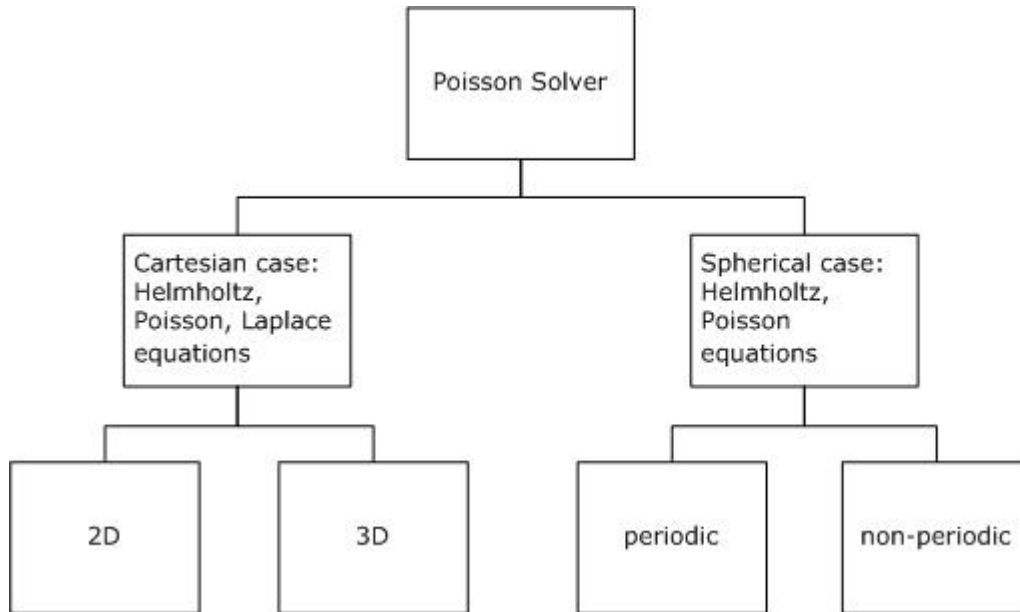 Poisson Solver
Cartesian case:
Helmholtz,
Poisson, Laplace
equations
Spherical case:
Helmholtz,
Poisson
equations
2D
3D
periodic
non-periodic